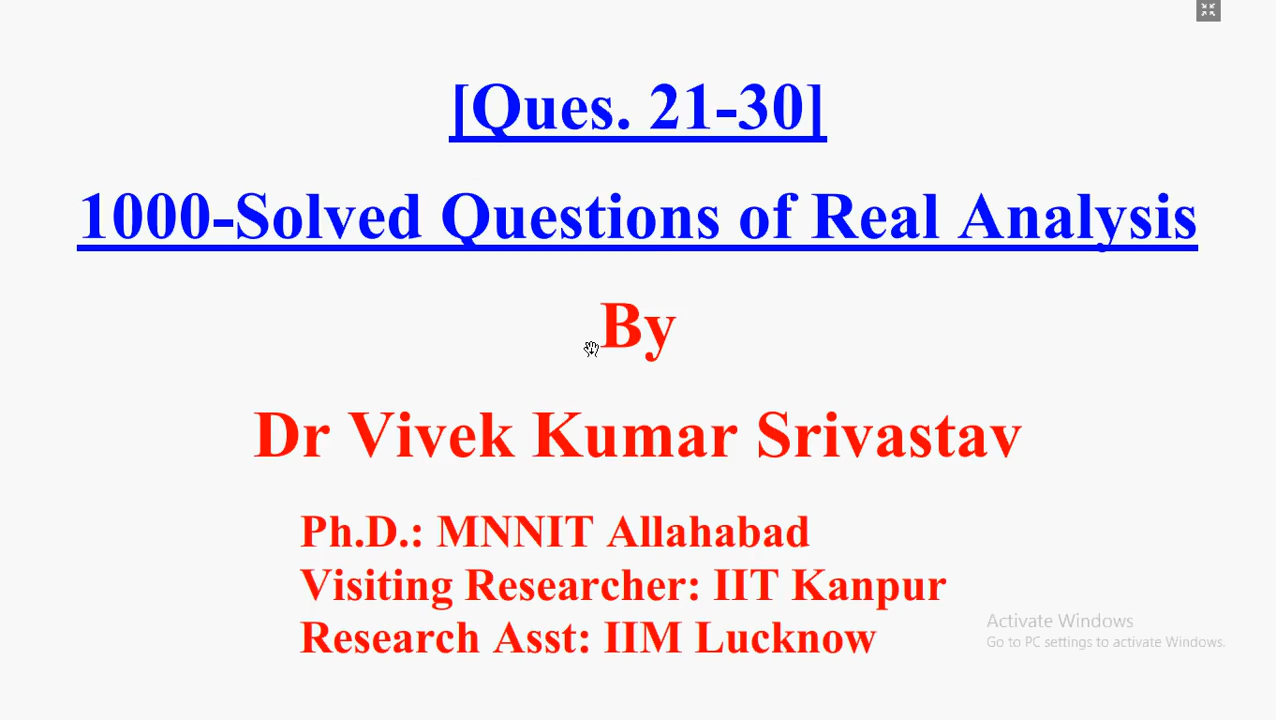 [Ques. 21-30]
1000-Solved Questions of Real Analysis
By
Dr Vivek Kumar Srivastav
Ph.D.: MNNIT Allahabad
Visiting Researcher: IIT Kanpur
Research Asst: IIM Lucknow
Activate Windows
Go to PC settings to activate Windows.